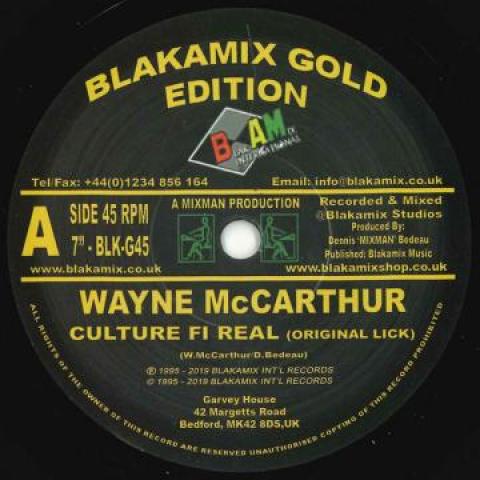 BLAKAMIX GOLD
EDITION
BLAKAMIX
INTERNATIONAL
Tel/Fax: +44(0)1234 856 164
Email: info@blakamix.co.uk
A
SIDE 45 RPM
7" - BLK-G45
www.blakamix.co.uk
A MIXMAN PRODUCTION
Recorded & Mixed
@Blakamix Studios
Produced By:
Dennis 'MIXMAN' Bedeau
Published; Blakamix Music
www.blakamixshop.co.uk
WAYNE McCARTHUR
CULTURE FI REAL (ORIGINAL LICK)
(W.McCarthur/D.Bedeau)
℗ 1995 - 2019 BLAKAMIX INT'L RECORDS
© 1995 - 2019 BLAKAMIX INT'L RECORDS
Garvey House
42 Margetts Road
Bedford, MK42 8DS,UK
ALL RIGHTS OF THE OWNER OF THIS RECORD ARE RESERVED UNAUTHORISED COPYING OF THIS RECORD PROHIBITED